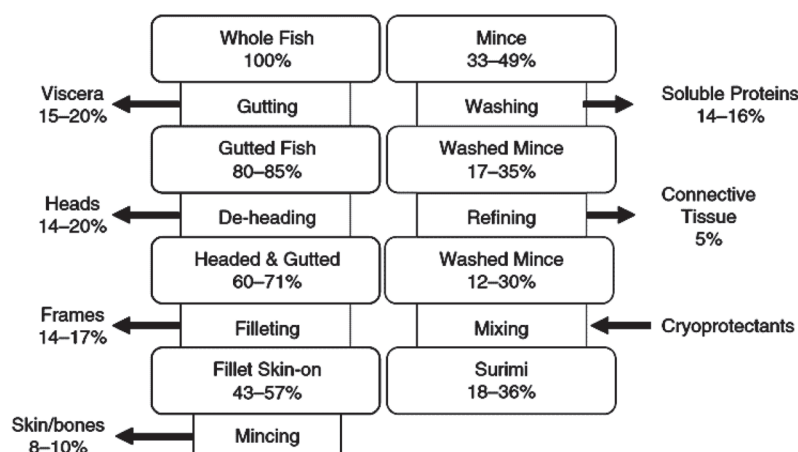 Whole Fish
100%
Viscera
15–20%
Gutting
Gutted Fish
80–85%
Heads
14–20%
De-heading
Headed & Gutted
60–71%
Frames
14–17%
Filleting
Fillet Skin-on
43–57%
Skin/bones
8–10%
Mincing
Mince
33–49%
Washing
Soluble Proteins
14–16%
Washed Mince
17–35%
Refining
Connective
Tissue
5%
Washed Mince
12–30%
Mixing
Cryoprotectants
Surimi
18–36%